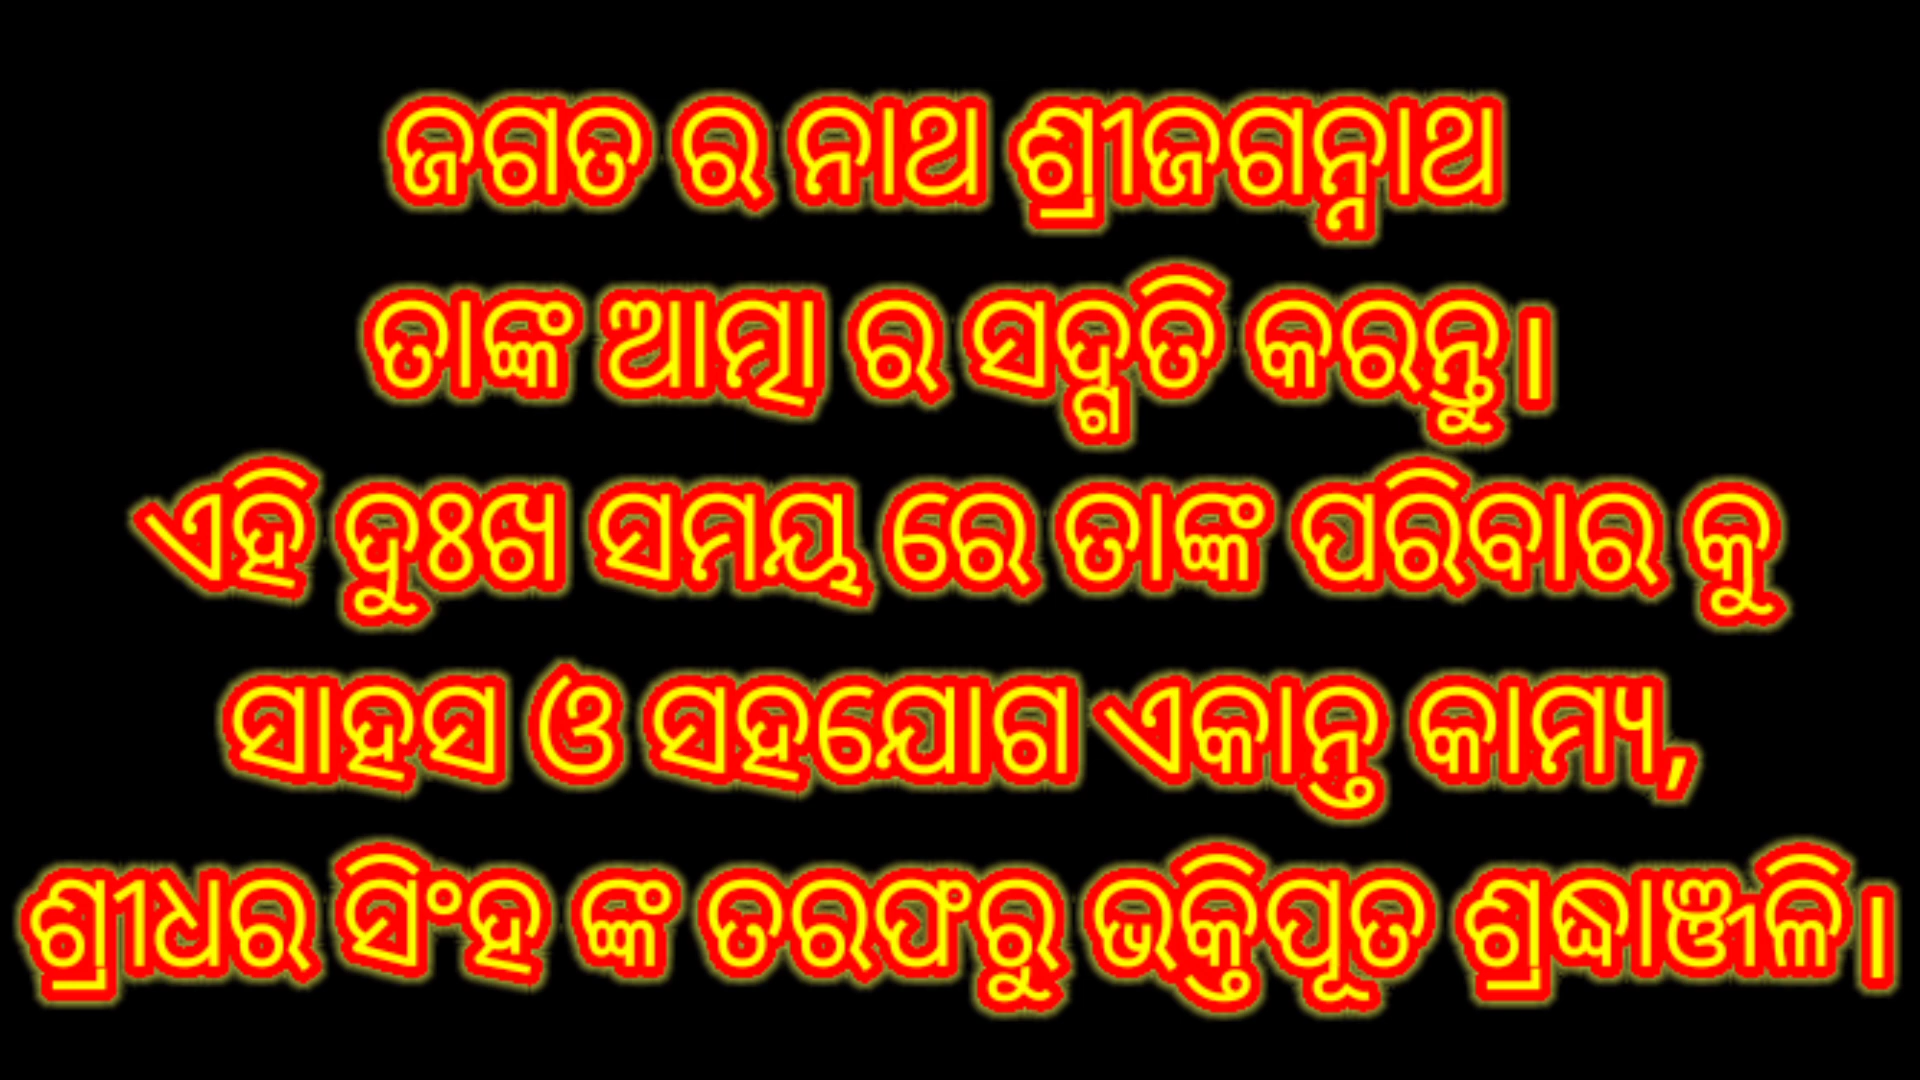 ଜଗତ ର ନାଥ ଶ୍ରୀଜଗନ୍ନାଥ
ତାଙ୍କ ଆତ୍ମା ର ସଦ୍ଗତି କରନ୍ତୁ।
ଏହି ଦୁଃଖ ସମୟ ରେ ତାଙ୍କ ପରିବାର କୁ
ସାହସ ଓ ସହଯୋଗ ଏକାନ୍ତ କାମ୍ୟ,
ଶ୍ରୀଧର ସିଂହ ଙ୍କ ତରଫରୁ ଭକ୍ତିପୂତ ଶ୍ରଦ୍ଧାଞ୍ଜଳି।